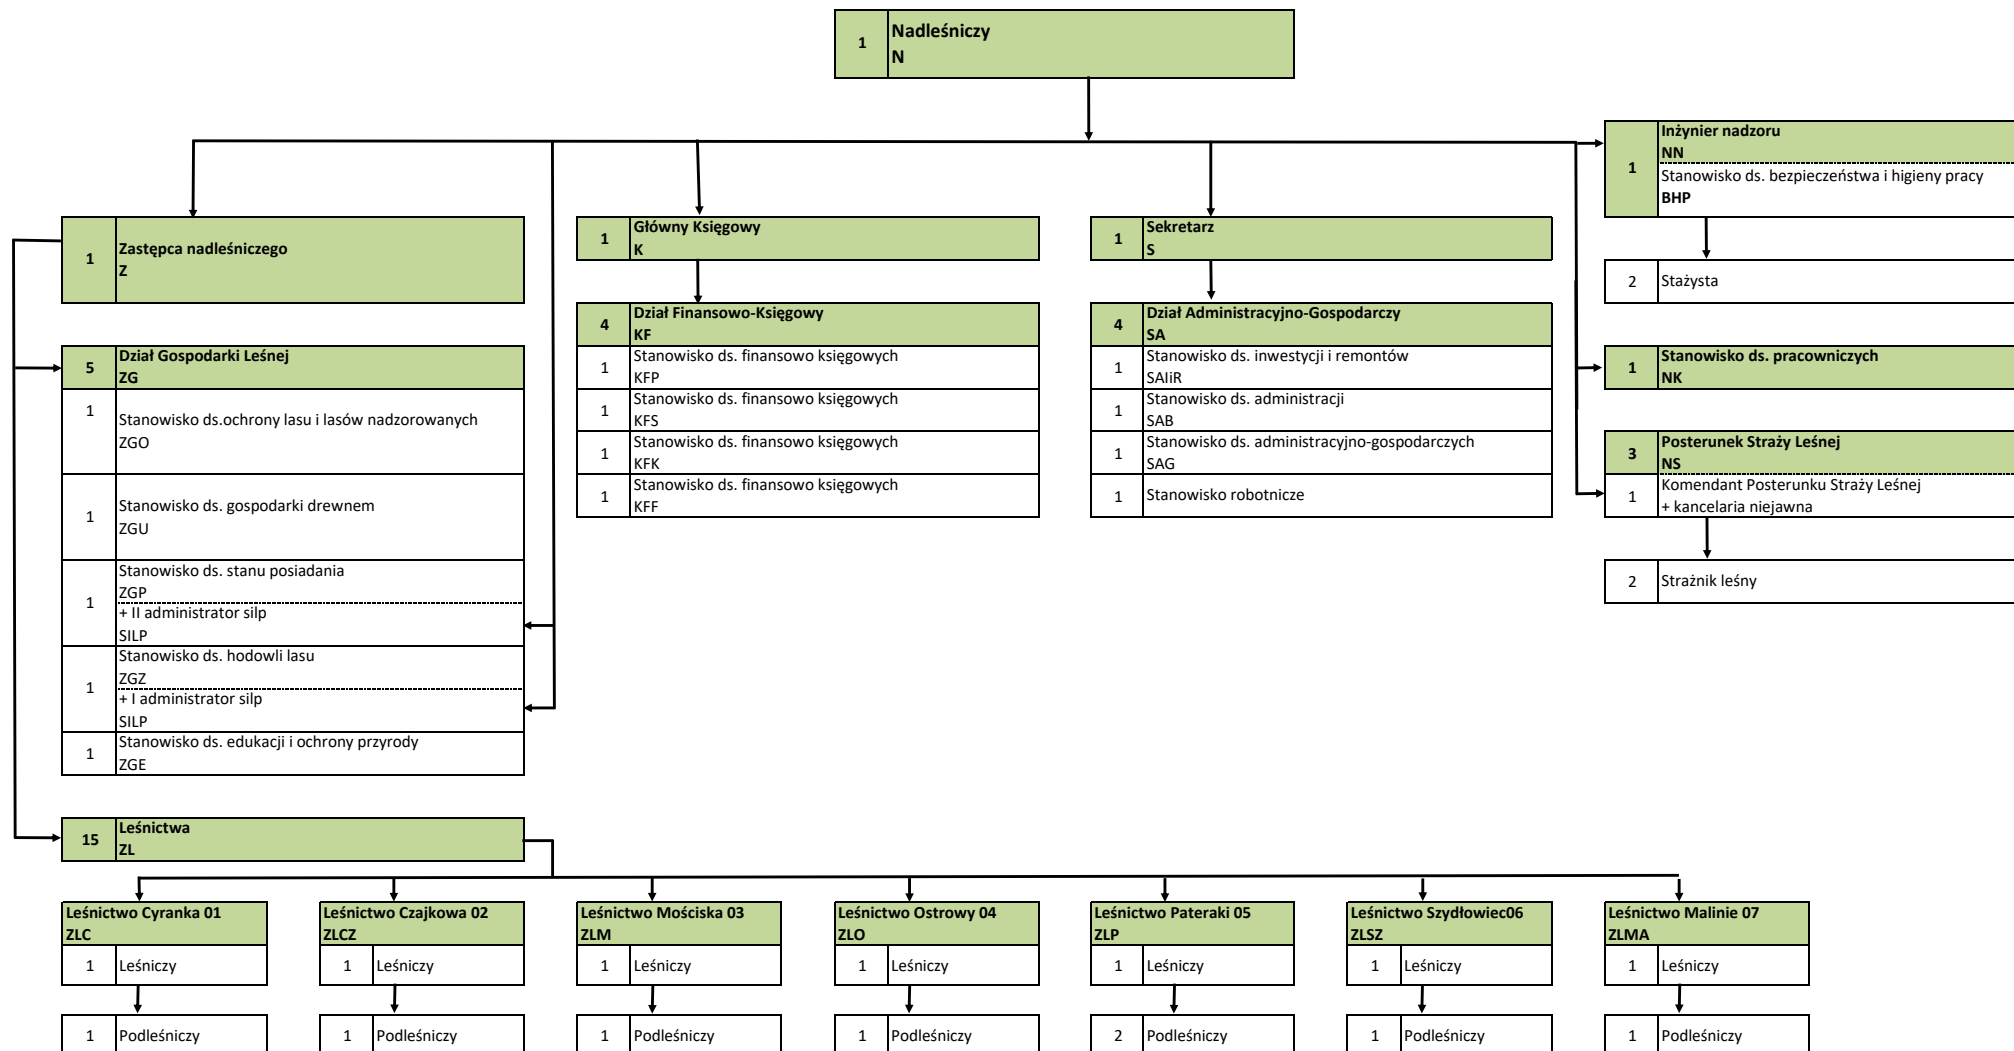 1
Nadleśniczy
N
1
Inżynier nadzoru
NN
Stanowisko ds. bezpieczeństwa i higieny pracy
BHP
1
Zastępca nadleśniczego
Z
1
Główny Księgowy
K
1
Sekretarz
S
2
Stażysta
5
Dział Gospodarki Leśnej
ZG
1
Stanowisko ds.ochrony lasu i lasów nadzorowanych
ZGO
1
Stanowisko ds. gospodarki drewnem
ZGU
1
Stanowisko ds. stanu posiadania
ZGP
+ II administrator silp
SILP
1
Stanowisko ds. hodowli lasu
ZGZ
+ I administrator silp
SILP
1
Stanowisko ds. edukacji i ochrony przyrody
ZGE
4
Dział Finansowo-Księgowy
KF
1
Stanowisko ds. finansowo księgowych
KFP
1
Stanowisko ds. finansowo księgowych
KFS
1
Stanowisko ds. finansowo księgowych
KFK
1
Stanowisko ds. finansowo księgowych
KFF
4
Dział Administracyjno-Gospodarczy
SA
1
Stanowisko ds. inwestycji i remontów
SAIiR
1
Stanowisko ds. administracji
SAB
1
Stanowisko ds. administracyjno-gospodarczych
SAG
1
Stanowisko robotnicze
1
Stanowisko ds. pracowniczych
NK
3
Posterunek Straży Leśnej
NS
1
Komendant Posterunku Straży Leśnej
+ kancelaria niejawna
2
Strażnik leśny
15
Leśnictwa
ZL
Leśnictwo Cyranka 01
ZLC
1
Leśniczy
1
Podleśniczy
Leśnictwo Czajkowa 02
ZLCZ
1
Leśniczy
1
Podleśniczy
Leśnictwo Mościska 03
ZLM
1
Leśniczy
1
Podleśniczy
Leśnictwo Ostrowy 04
ZLO
1
Leśniczy
1
Podleśniczy
Leśnictwo Pateraki 05
ZLP
1
Leśniczy
2
Podleśniczy
Leśnictwo Szydłowiec06
ZLSZ
1
Leśniczy
1
Podleśniczy
Leśnictwo Malinie 07
ZLMA
1
Leśniczy
1
Podleśniczy